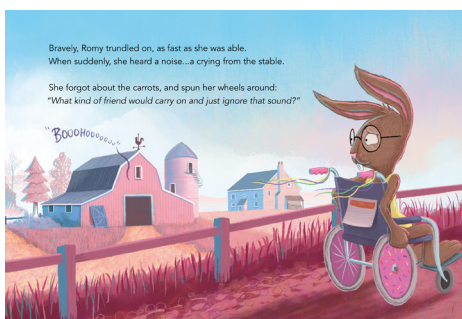 Bravely, Romy trundled on, as fast as she was able.
When suddenly, she heard a noise...a crying from the stable.
She forgot about the carrots, and spun her wheels around:
“What kind of friend would carry on and just ignore that sound?”
“BOOOHOOOOOOOO”